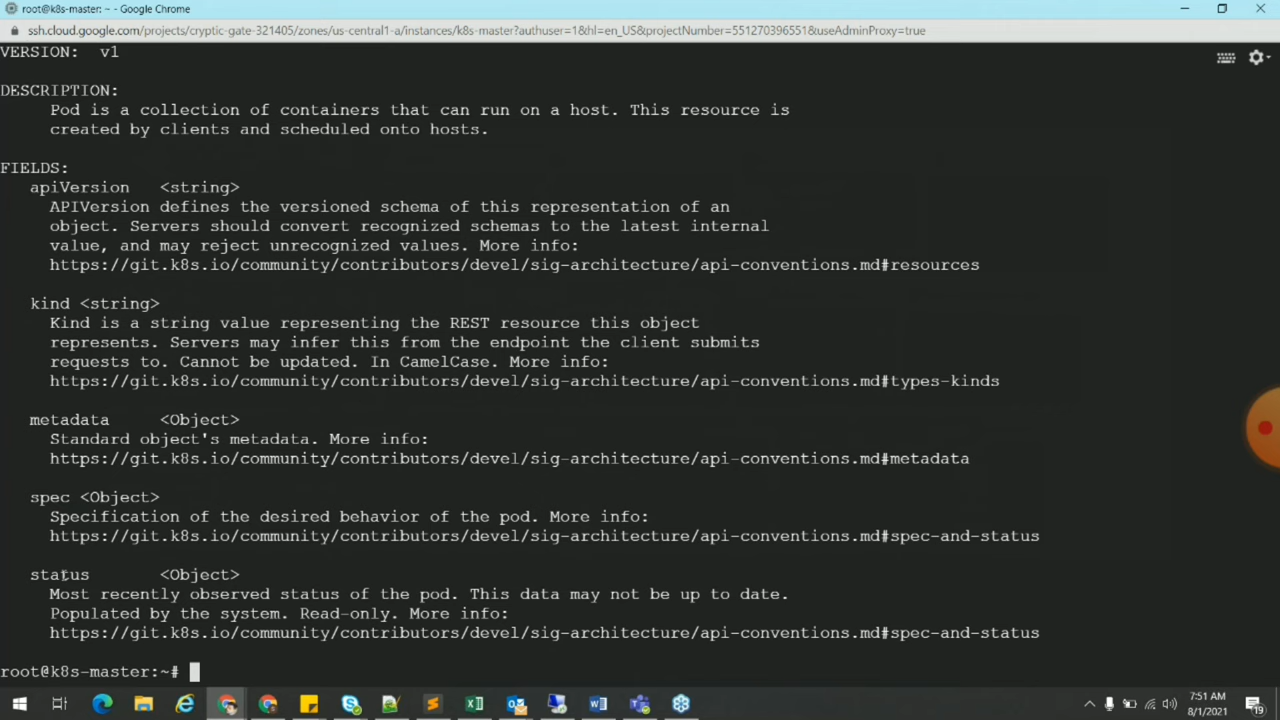 root@k8s-master: ~ - Google Chrome
ssh.cloud.google.com/projects/cryptic-gate-321405/zones/us-central1-a/instances/k8s-master?authuser=1&hl=en_US&projectNumber=551270396551&useAdminProxy=true
VERSION:  v1
DESCRIPTION:
Pod is a collection of containers that can run on a host. This resource is
created by clients and scheduled onto hosts.
FIELDS:
apiVersion   <string>
APIVersion defines the versioned schema of this representation of an
object. Servers should convert recognized schemas to the latest internal
value, and may reject unrecognized values. More info:
https://git.k8s.io/community/contributors/devel/sig-architecture/api-conventions.md#resources
kind <string>
Kind is a string value representing the REST resource this object
represents. Servers may infer this from the endpoint the client submits
requests to. Cannot be updated. In CamelCase. More info:
https://git.k8s.io/community/contributors/devel/sig-architecture/api-conventions.md#types-kinds
metadata     <Object>
Standard object's metadata. More info:
https://git.k8s.io/community/contributors/devel/sig-architecture/api-conventions.md#metadata
spec <Object>
Specification of the desired behavior of the pod. More info:
https://git.k8s.io/community/contributors/devel/sig-architecture/api-conventions.md#spec-and-status
status       <Object>
Most recently observed status of the pod. This data may not be up to date.
Populated by the system. Read-only. More info:
https://git.k8s.io/community/contributors/devel/sig-architecture/api-conventions.md#spec-and-status
root@k8s-master:~#
7:51 AM
8/1/2021
19